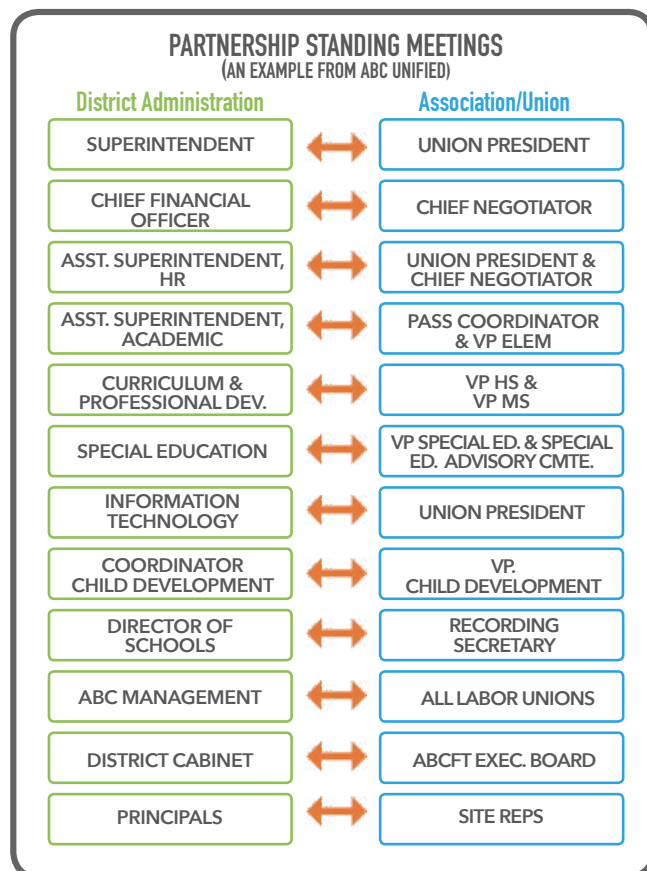 PARTNERSHIP STANDING MEETINGS
(AN EXAMPLE FROM ABC UNIFIED)
District Administration
Association/Union
SUPERINTENDENT
UNION PRESIDENT
CHIEF FINANCIAL
OFFICER
CHIEF NEGOTIATOR
ASST. SUPERINTENDENT,
HR
UNION PRESIDENT &
CHIEF NEGOTIATOR
ASST. SUPERINTENDENT,
ACADEMIC
PASS COORDINATOR
& VP ELEM
CURRICULUM &
PROFESSIONAL DEV.
VP HS &
VP MS
SPECIAL EDUCATION
VP SPECIAL ED. & SPECIAL
ED. ADVISORY CMTE.
INFORMATION
TECHNOLOGY
UNION PRESIDENT
COORDINATOR
CHILD DEVELOPMENT
VP.
CHILD DEVELOPMENT
DIRECTOR OF
SCHOOLS
RECORDING
SECRETARY
ABC MANAGEMENT
ALL LABOR UNIONS
DISTRICT CABINET
ABCFT EXEC. BOARD
PRINCIPALS
SITE REPS